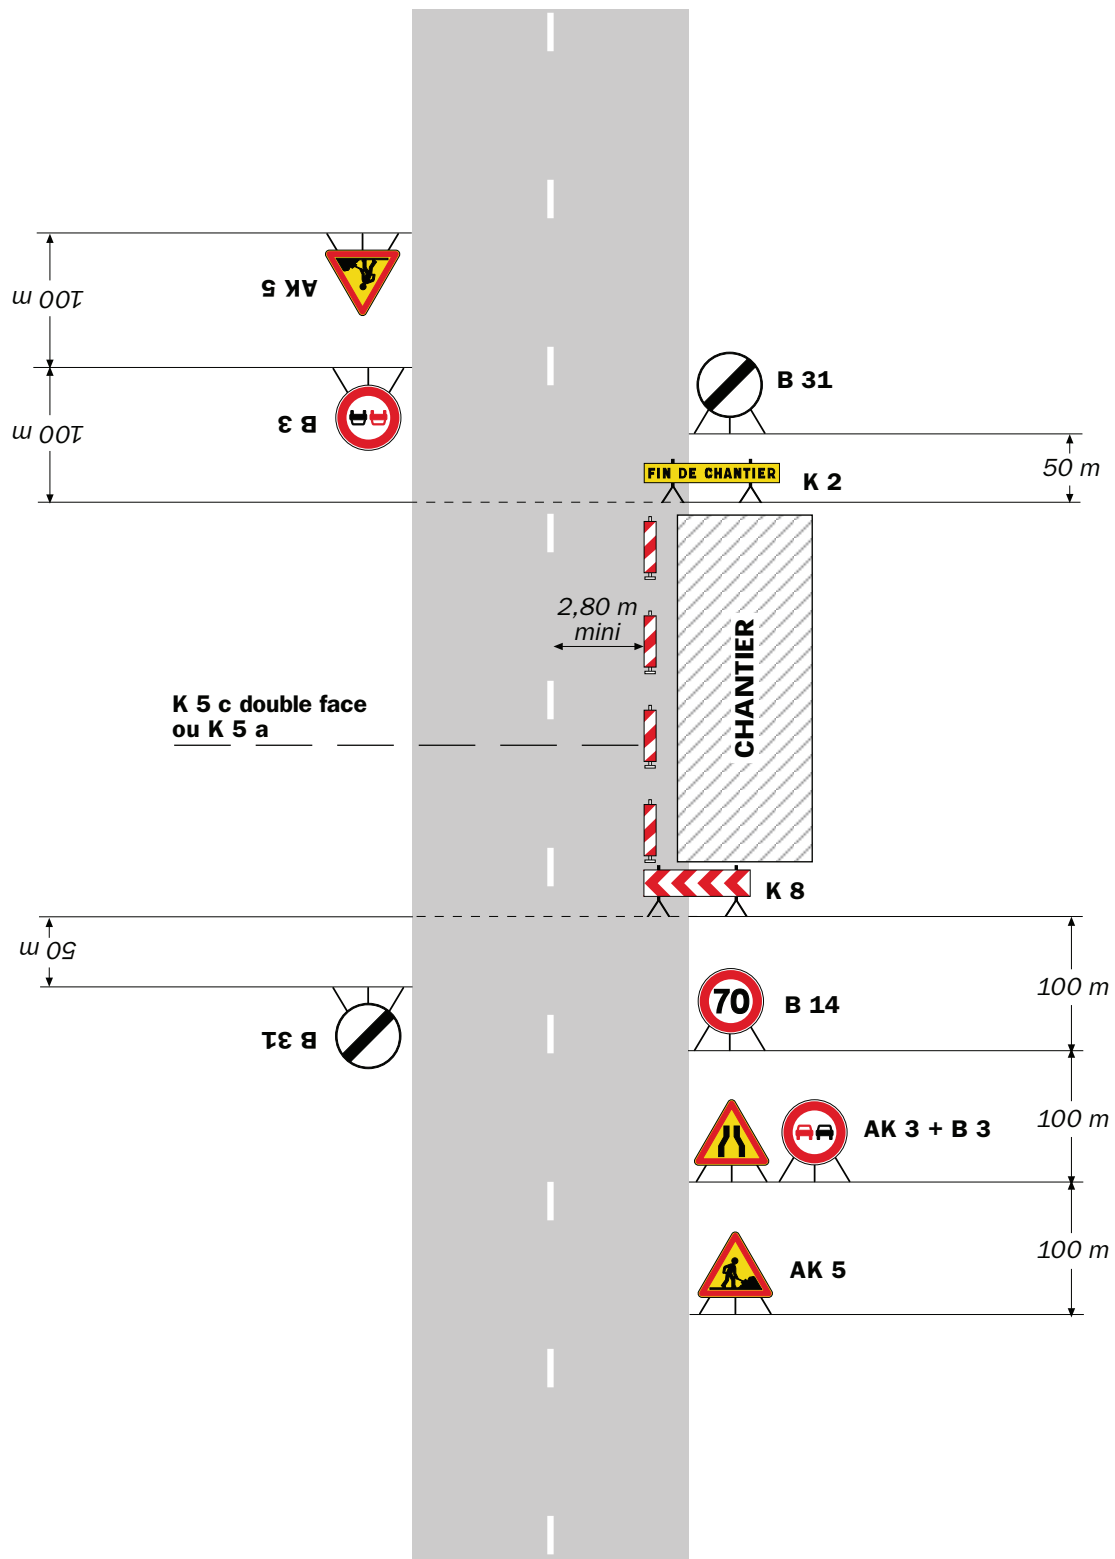 AK 5
100 m
B 3
100 m
B 31
50 m
FIN DE CHANTIER
K 2
2,80 m
mini
CHANTIER
K 5 c double face
ou K 5 a
K 8
50 m
B 31
70
B 14
100 m
AK 3 + B 3
100 m
AK 5
100 m